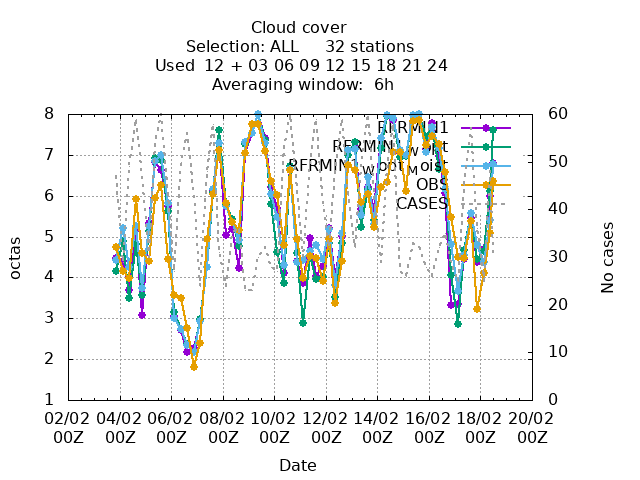 Cloud cover
Selection: ALL 32 stations
Used 12 + 03 06 09 12 15 18 21 24
Averaging window: 6h
8
7
6
5
4
3
2
1
octas
60
50
40
30
20
10
0
No cases
RFRMIN1
OBS
CASES
02/02 04/02 06/02 08/02 10/02 12/02 14/02 16/02 18/02 20/02
00Z 00Z 00Z 00Z 00Z 00Z 00Z 00Z 00Z 00Z
Date